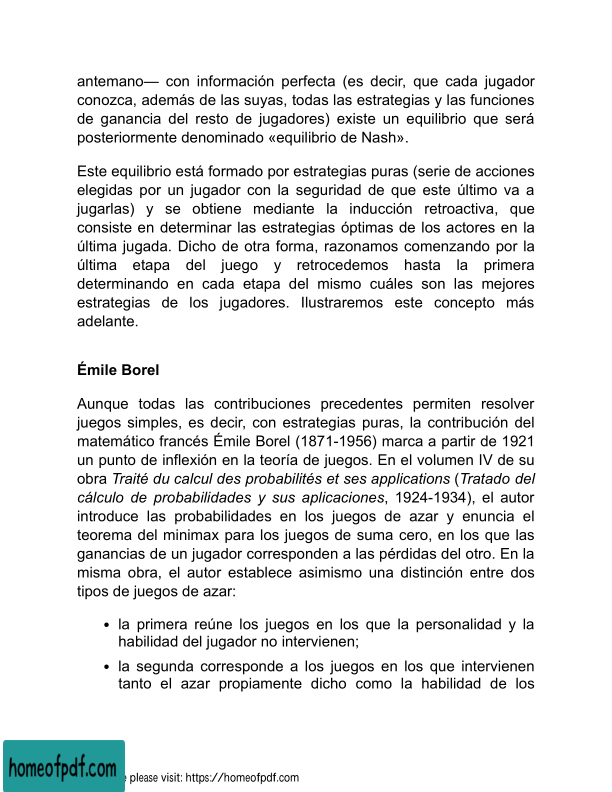 antemano— con información perfecta (es decir, que cada jugador
conozca, además de las suyas, todas las estrategias y las funciones
de ganancia del resto de jugadores) existe un equilibrio que será
posteriormente denominado «equilibrio de Nash».
Este equilibrio está formado por estrategias puras (serie de acciones
elegidas por un jugador con la seguridad de que este último va a
jugarlas) y se obtiene mediante la inducción retroactiva, que
consiste en determinar las estrategias óptimas de los actores en la
última jugada. Dicho de otra forma, razonamos comenzando por la
última etapa del juego y retrocedemos hasta la primera
determinando en cada etapa del mismo cuáles son las mejores
estrategias de los jugadores. Ilustraremos este concepto más
adelante.
Émile Borel
Aunque todas las contribuciones precedentes permiten resolver
juegos simples, es decir, con estrategias puras, la contribución del
matemático francés Émile Borel (1871-1956) marca a partir de 1921
un punto de inflexión en la teoría de juegos. En el volumen IV de su
obra Traité du calcul des probabilités et ses applications (Tratado del
cálculo de probabilidades y sus aplicaciones, 1924-1934), el autor
introduce las probabilidades en los juegos de azar y enuncia el
teorema del minimax para los juegos de suma cero, en los que las
ganancias de un jugador corresponden a las pérdidas del otro. En la
misma obra, el autor establece asimismo una distinción entre dos
tipos de juegos de azar:
• la primera reúne los juegos en los que la personalidad y la
habilidad del jugador no intervienen;
• la segunda corresponde a los juegos en los que intervienen
tanto el azar propiamente dicho como la habilidad de los
homeofpdf.com
please visit: https://homeofpdf.com